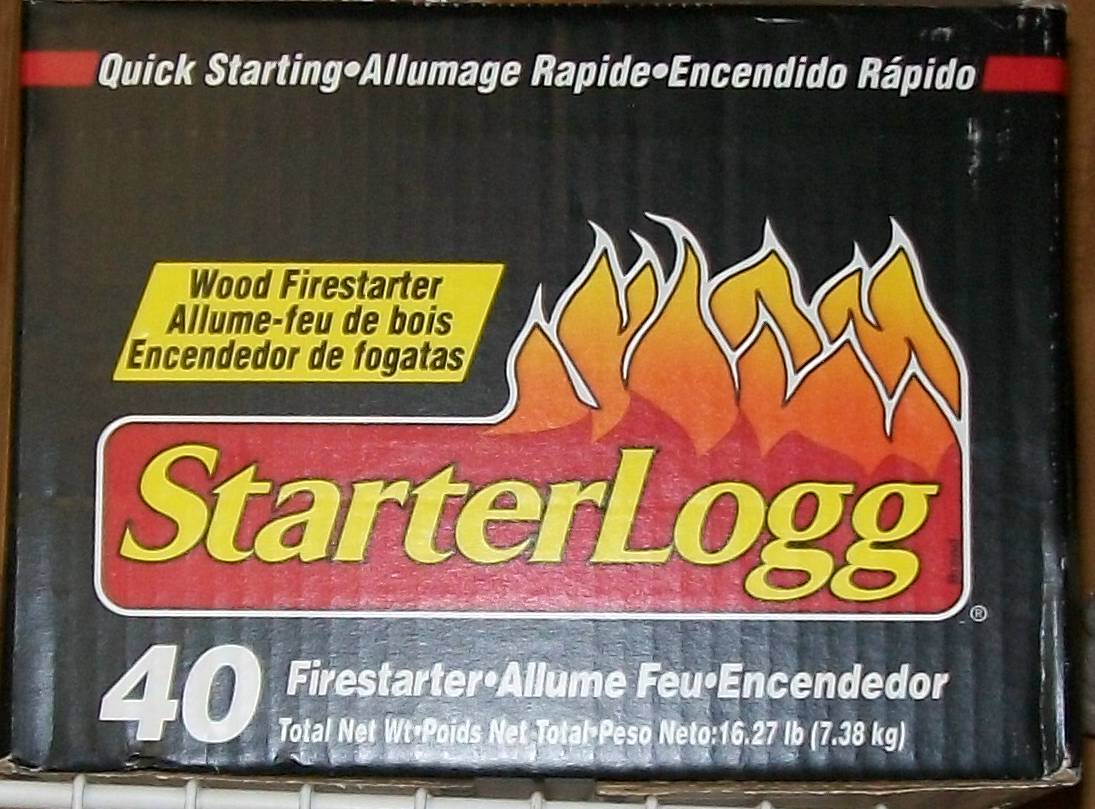 Quick Starting•Allumage Rapide•Encendido Rápido
Wood Firestarter
Allume-feu de bois
Encendedor de fogatas
StarterLogg
®
40 Firestarter•Allume Feu•Encendedor
Total Net Wt•Poids Net Total•Peso Neto:16.27 lb (7.38 kg)